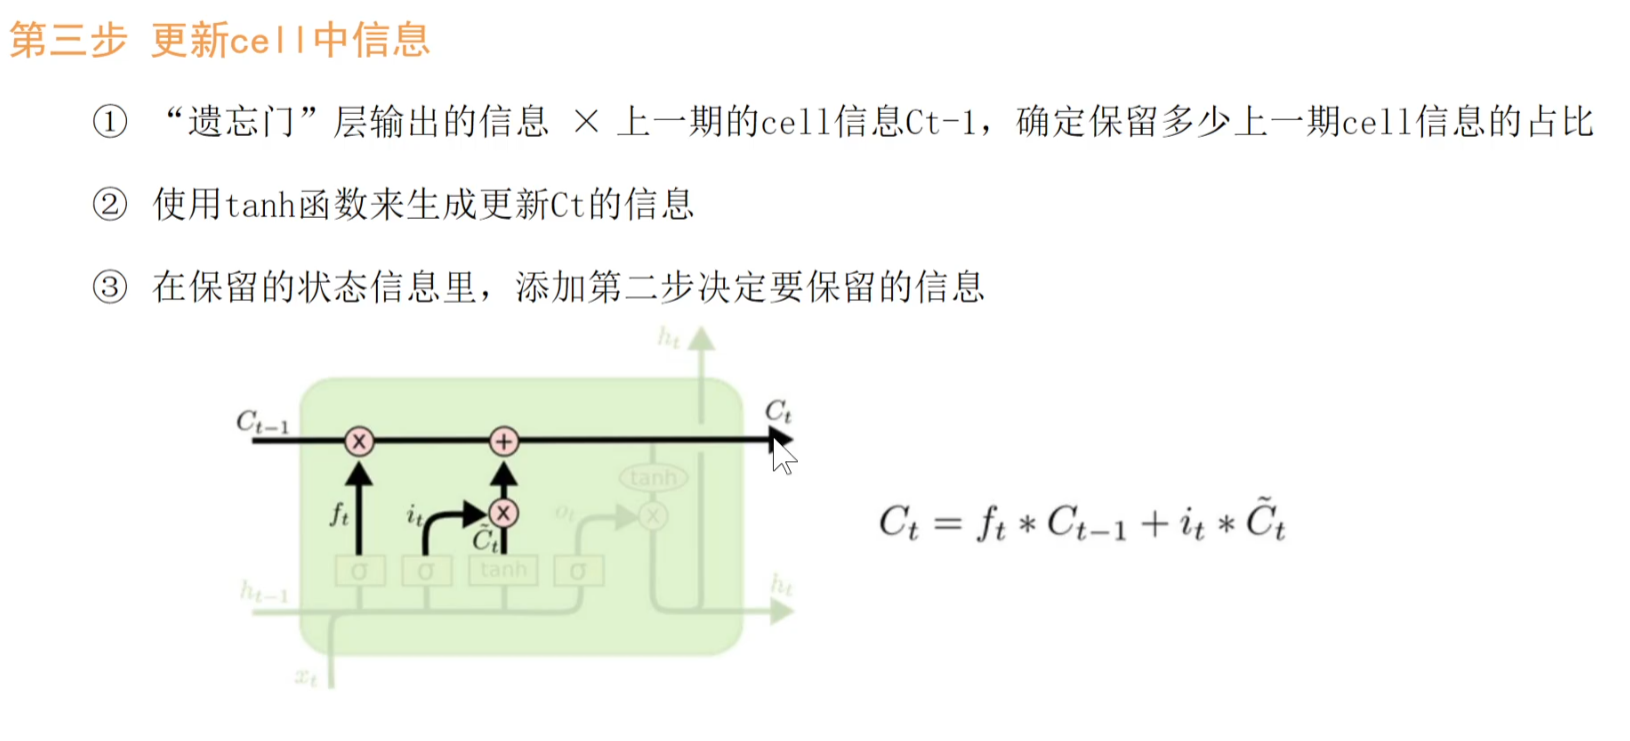 第三步 更新cell中信息
① “遗忘门”层输出的信息 × 上一期的cell信息Ct-1，确定保留多少上一期cell信息的占比
② 使用tanh函数来生成更新Ct的信息
③ 在保留的状态信息里，添加第二步决定要保留的信息
h_t
C_{t-1}
C_t
x
+
tanh
f_t
i_t
x
o_t
x
C̃_t
C_t = f_t * C_{t-1} + i_t * C̃_t
σ
σ
tanh
σ
h_{t-1}
h_t
x_t